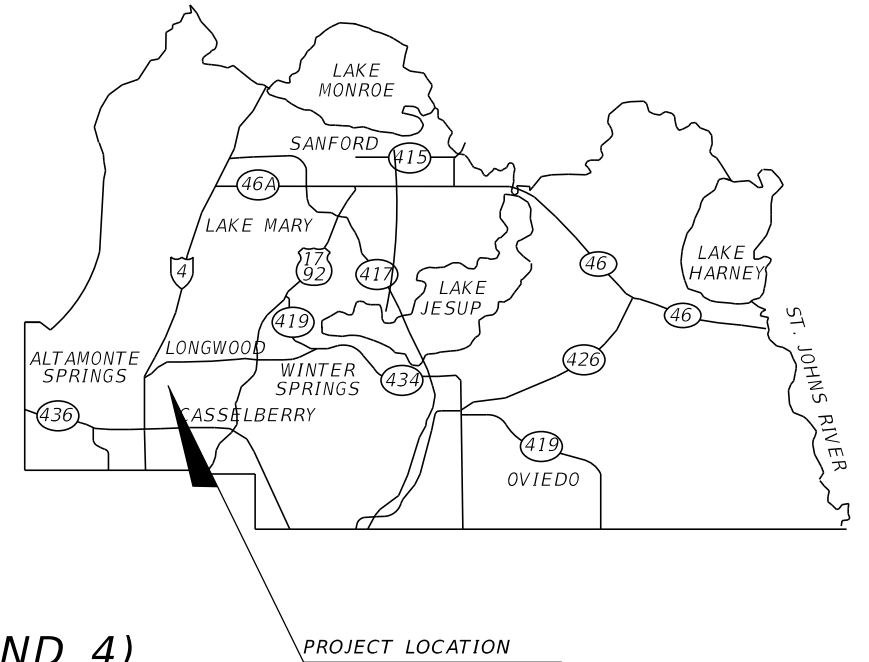 LAKE
MONROE
SANFORD
415
46A
LAKE MARY
17
92
4
417
46
LAKE
HARNEY
LAKE
JESUP
46
419
ST. JOHNS RIVER
LONGWOOD
ALTAMONTE
SPRINGS
WINTER
SPRINGS
434
426
436
CASSELBERRY
419
OVIEDO
ND 4)
PROJECT LOCATION